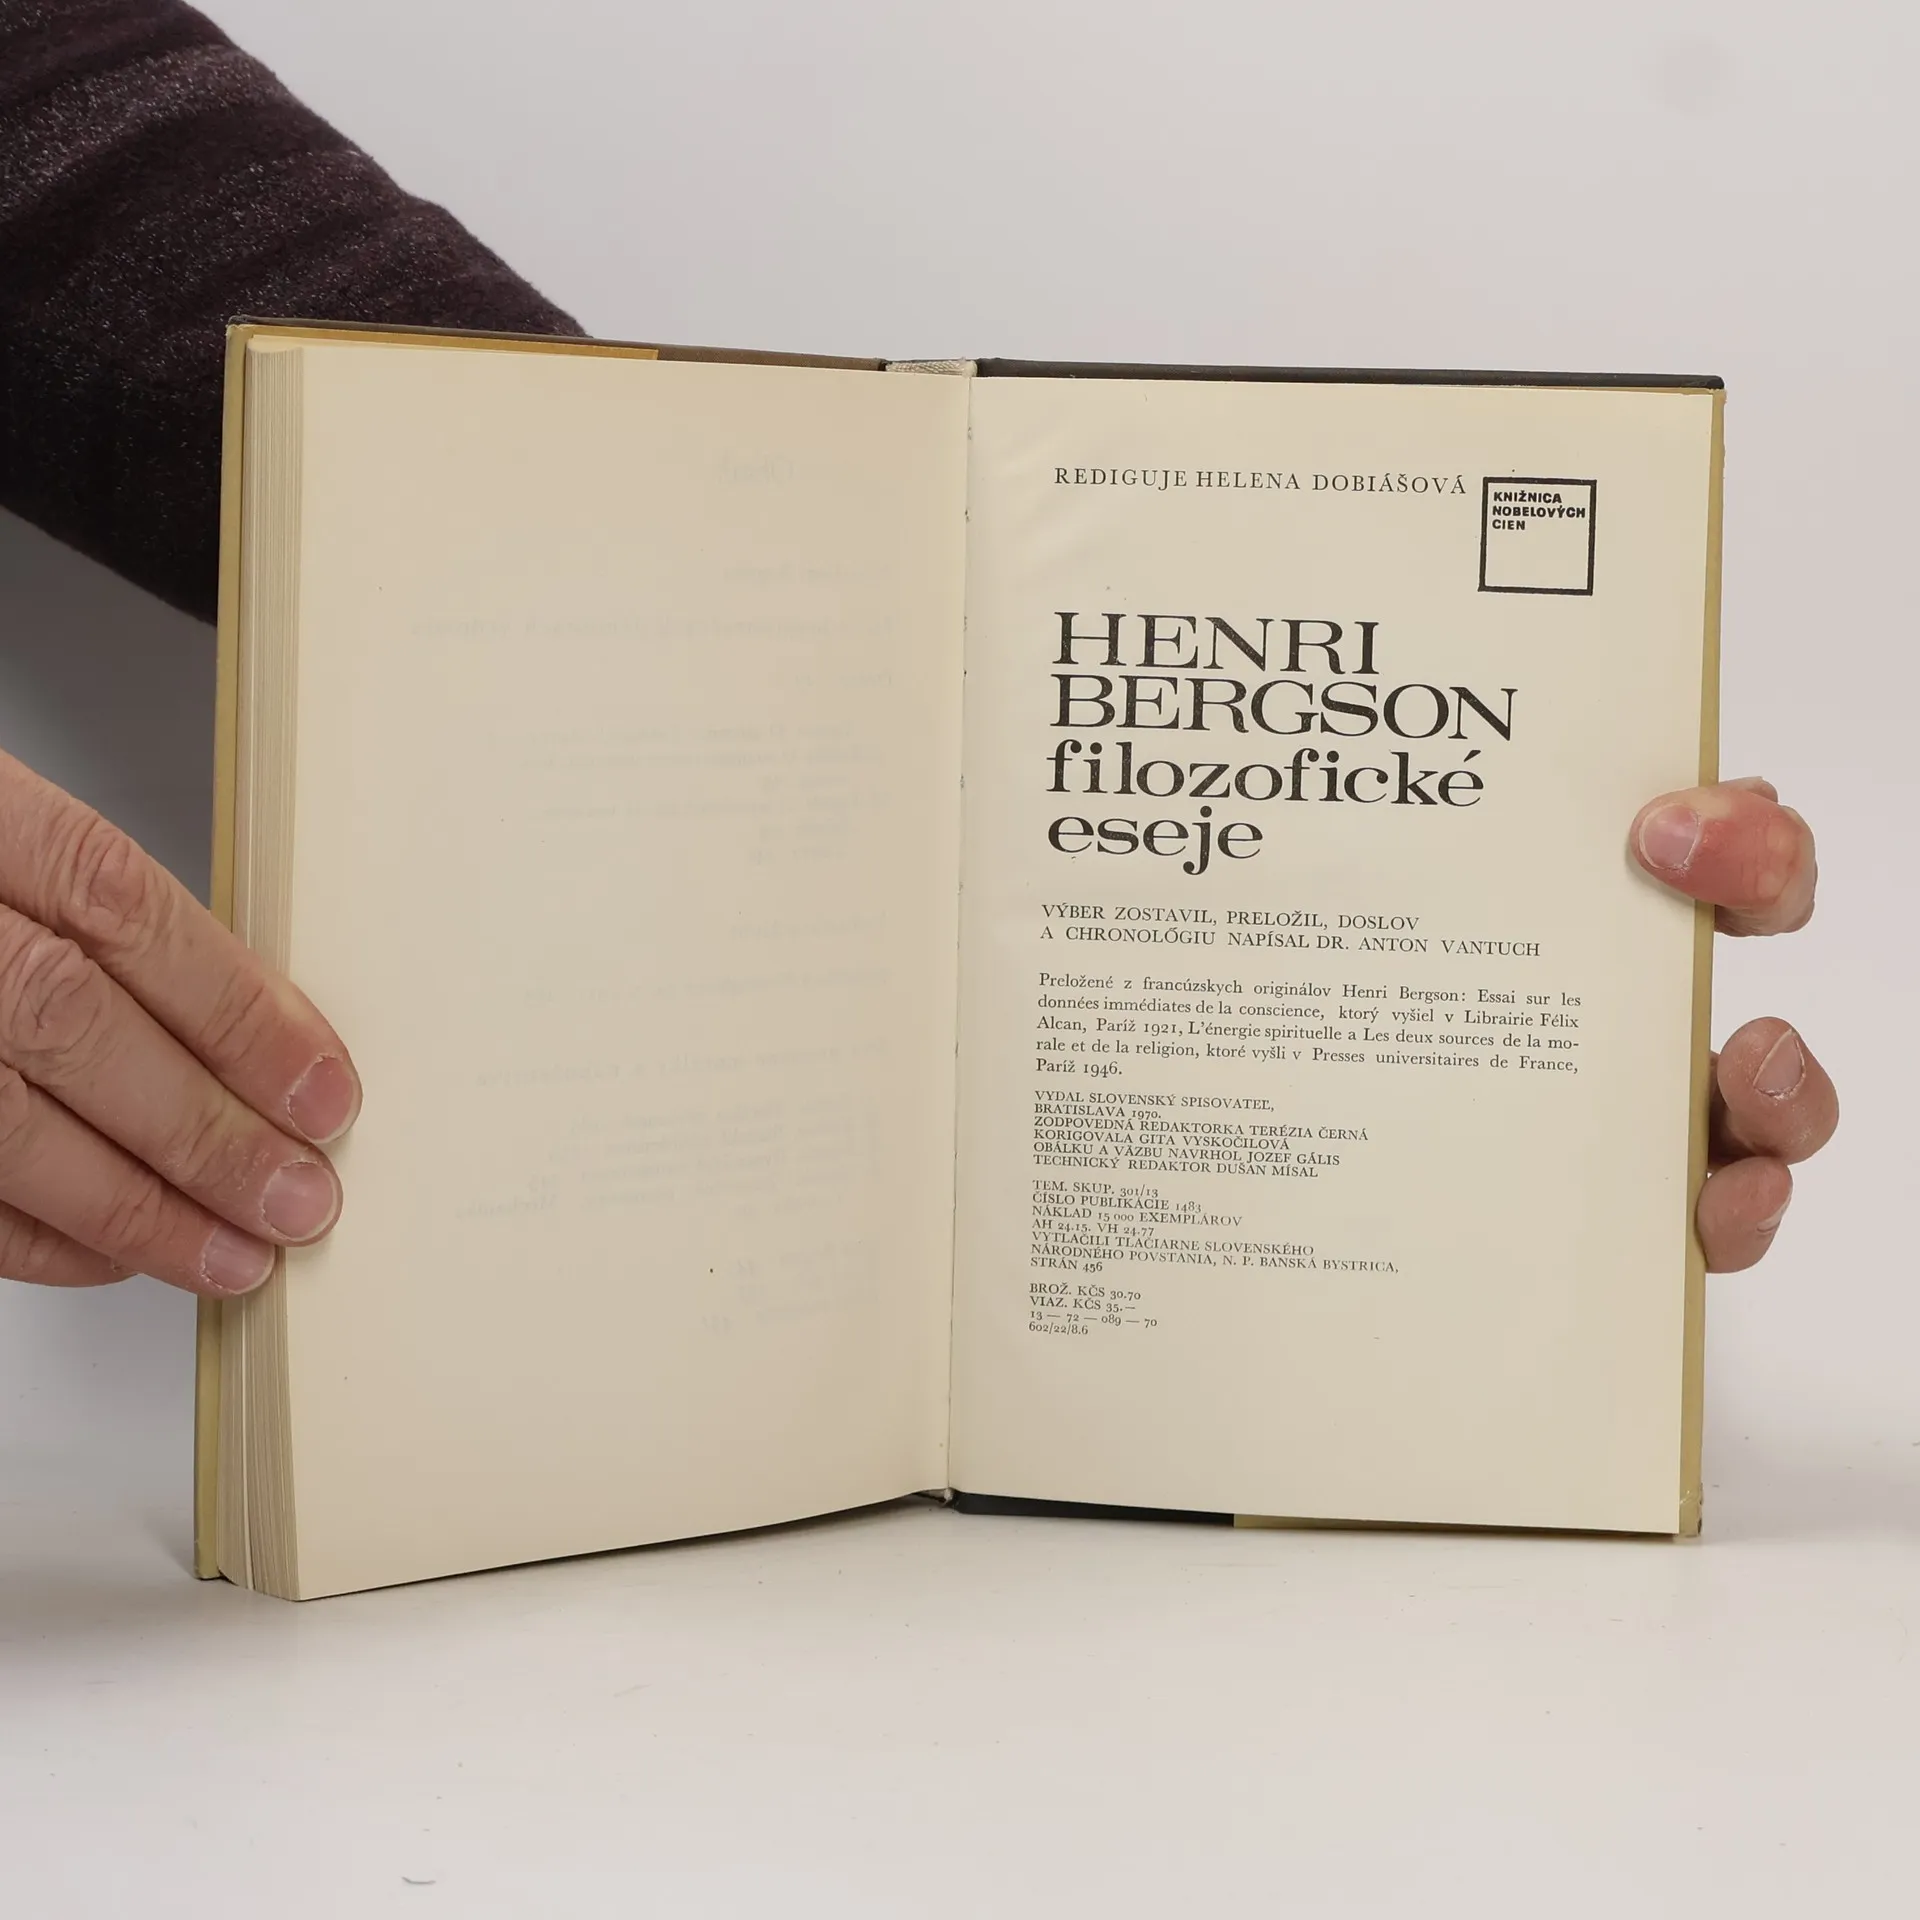 REDIGUJE HELENA DOBIÁŠOVÁ
KNIŽNICA
NOBELOVÝCH
CIEN
HENRI
BERGSON
filozofické
eseje
VÝBER ZOSTAVIL, PRELOŽIL, DOSLOV
A CHRONOLÓGIU NAPÍSAL DR. ANTON VANTUCH
Preložené z francúzskych originálov Henri Bergson: Essai sur les
données immédiates de la conscience, ktorý vyšiel v Librairie Félix
Alcan, Paríž 1921, L'énergie spirituelle a Les deux sources de la mo-
rale et de la religion, ktoré vyšli v Presses universitaires de France,
Paríž 1946.
VYDAL SLOVENSKÝ SPISOVATEĽ,
BRATISLAVA 1970.
ZODPOVEDNÁ REDAKTORKA TERÉZIA ČERNÁ
KORIGOVALA GITA VYSKOČILOVÁ
OBÁLKU A VÄZBU NAVRHOL JOZEF GÁLIS
TECHNICKÝ REDAKTOR DUŠAN MÍSAL
TEM. SKUP. 301/13
ČÍSLO PUBLIKÁCIE 1483
NÁKLAD 15 000 EXEMPLÁROV
AH 24.15. VH 24.77
VYTLAČILI TLAČIARNE SLOVENSKÉHO
NÁRODNÉHO POVSTANIA, N. P. BANSKÁ BYSTRICA,
STRÁN 456
BROŽ. KČS 30.70
VIAZ. KČS 35.—
13 — 72 — 089 — 70
602/22/8.6